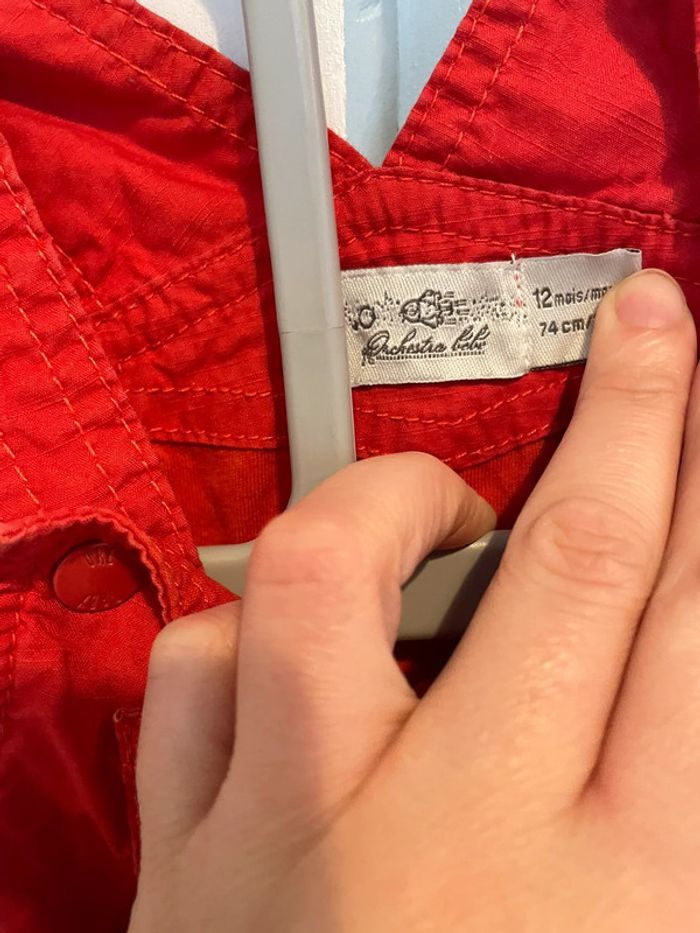 Orchestra bébé
12 mois/
74 cm/